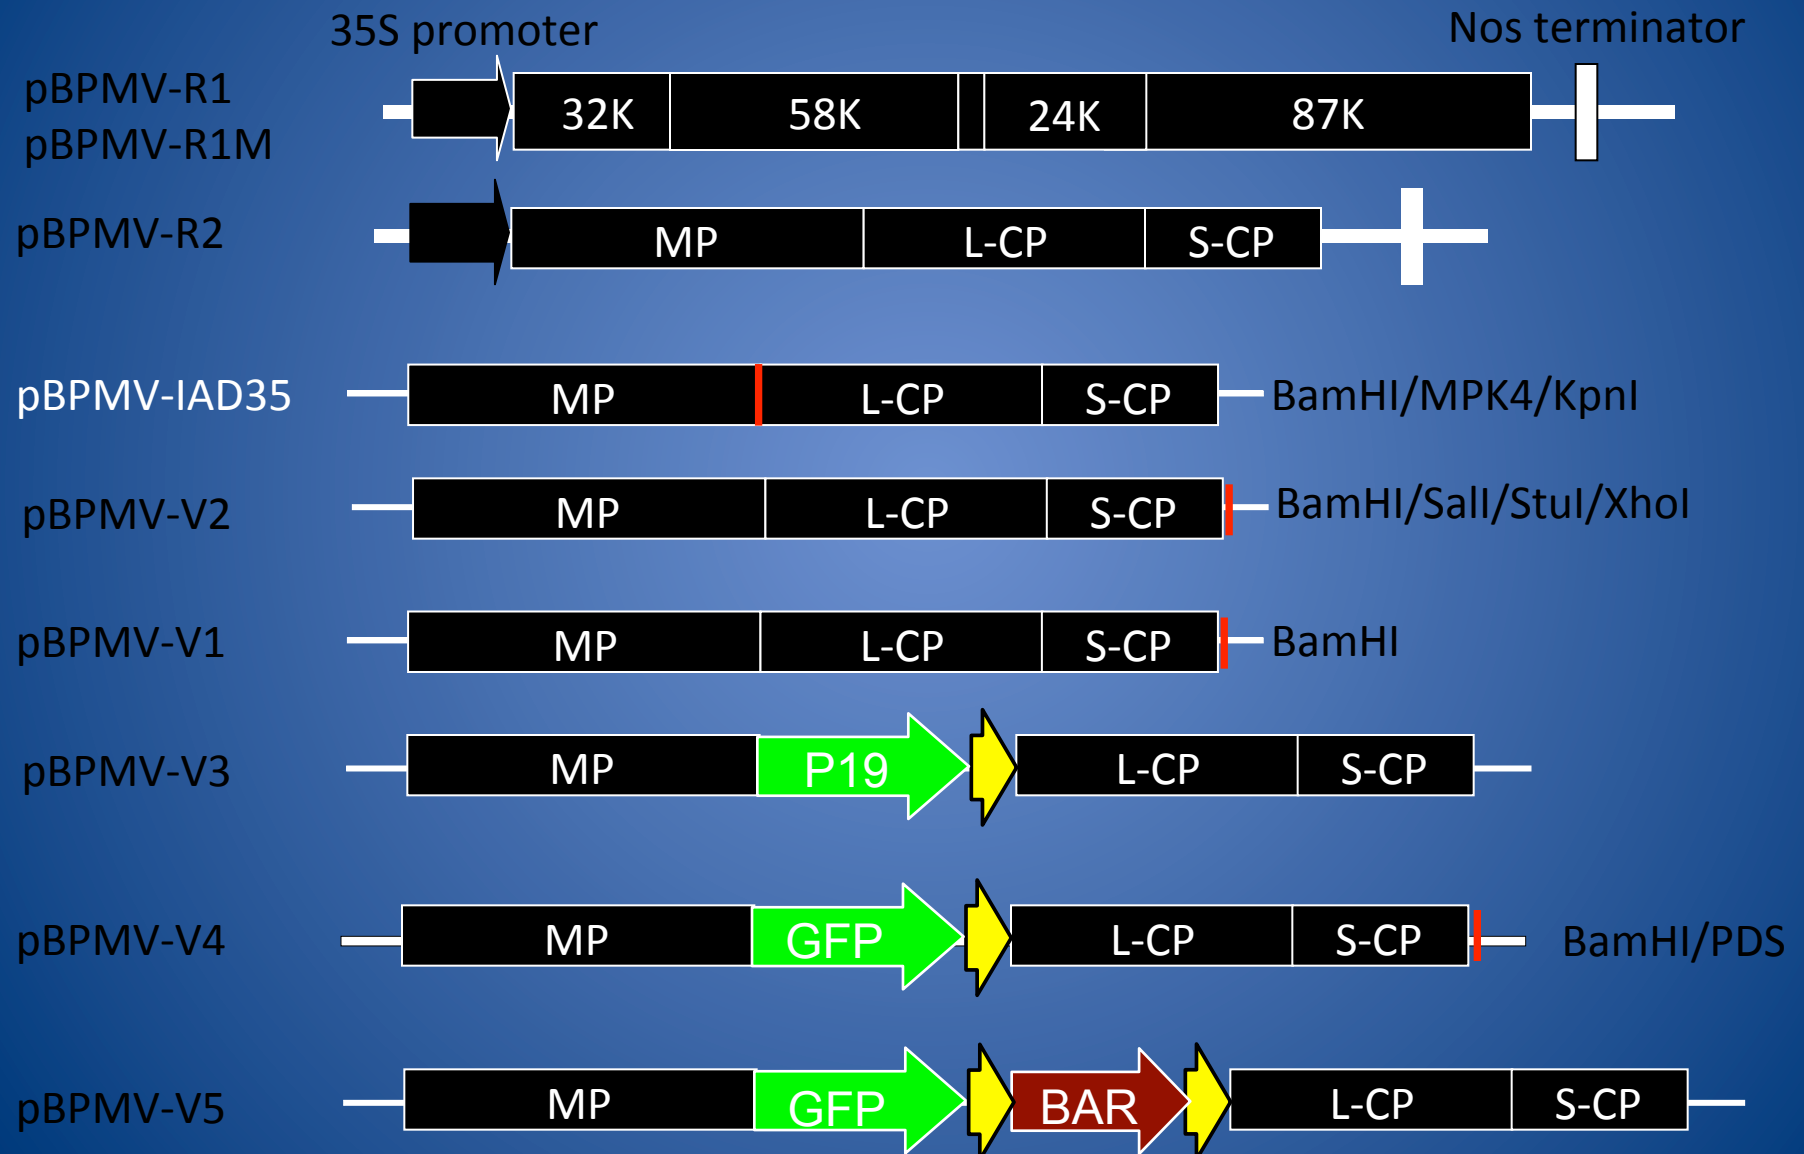 35S promoter Nos terminator
pBPMV-R1
pBPMV-R1M
32K 58K 24K 87K
pBPMV-R2 MP L-CP S-CP
pBPMV-IAD35 MP L-CP S-CP BamHI/MPK4/KpnI
pBPMV-V2 MP L-CP S-CP BamHI/SalI/StuI/XhoI
pBPMV-V1 MP L-CP S-CP BamHI
pBPMV-V3 MP P19 L-CP S-CP
pBPMV-V4 MP GFP L-CP S-CP BamHI/PDS
pBPMV-V5 MP GFP BAR L-CP S-CP